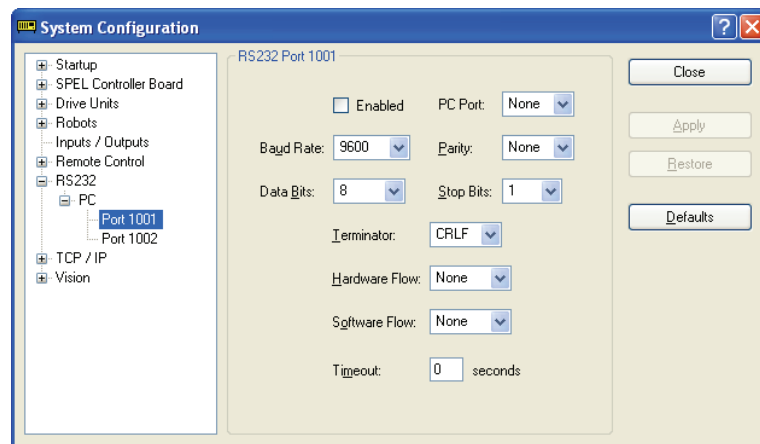 System Configuration
Startup
SPEL Controller Board
Drive Units
Robots
Inputs / Outputs
Remote Control
RS232
PC
Port 1001
Port 1002
TCP / IP
Vision
RS232 Port 1001
Enabled
PC Port: None
Baud Rate: 9600
Parity: None
Data Bits: 8
Stop Bits: 1
Terminator: CRLF
Hardware Flow: None
Software Flow: None
Timeout: 0 seconds
Close
Apply
Restore
Defaults